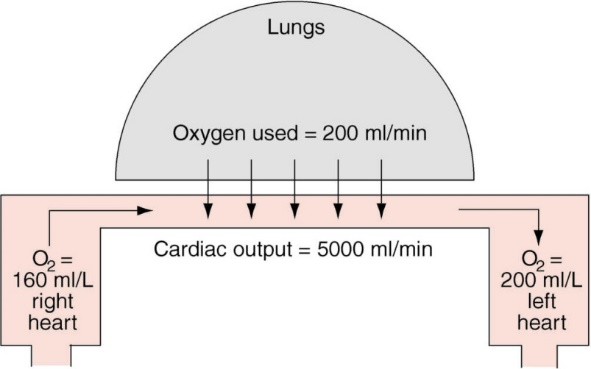 Lungs
Oxygen used = 200 ml/min
Cardiac output = 5000 ml/min
O₂ =
160 ml/L
right
heart
O₂ =
200 ml/L
left
heart